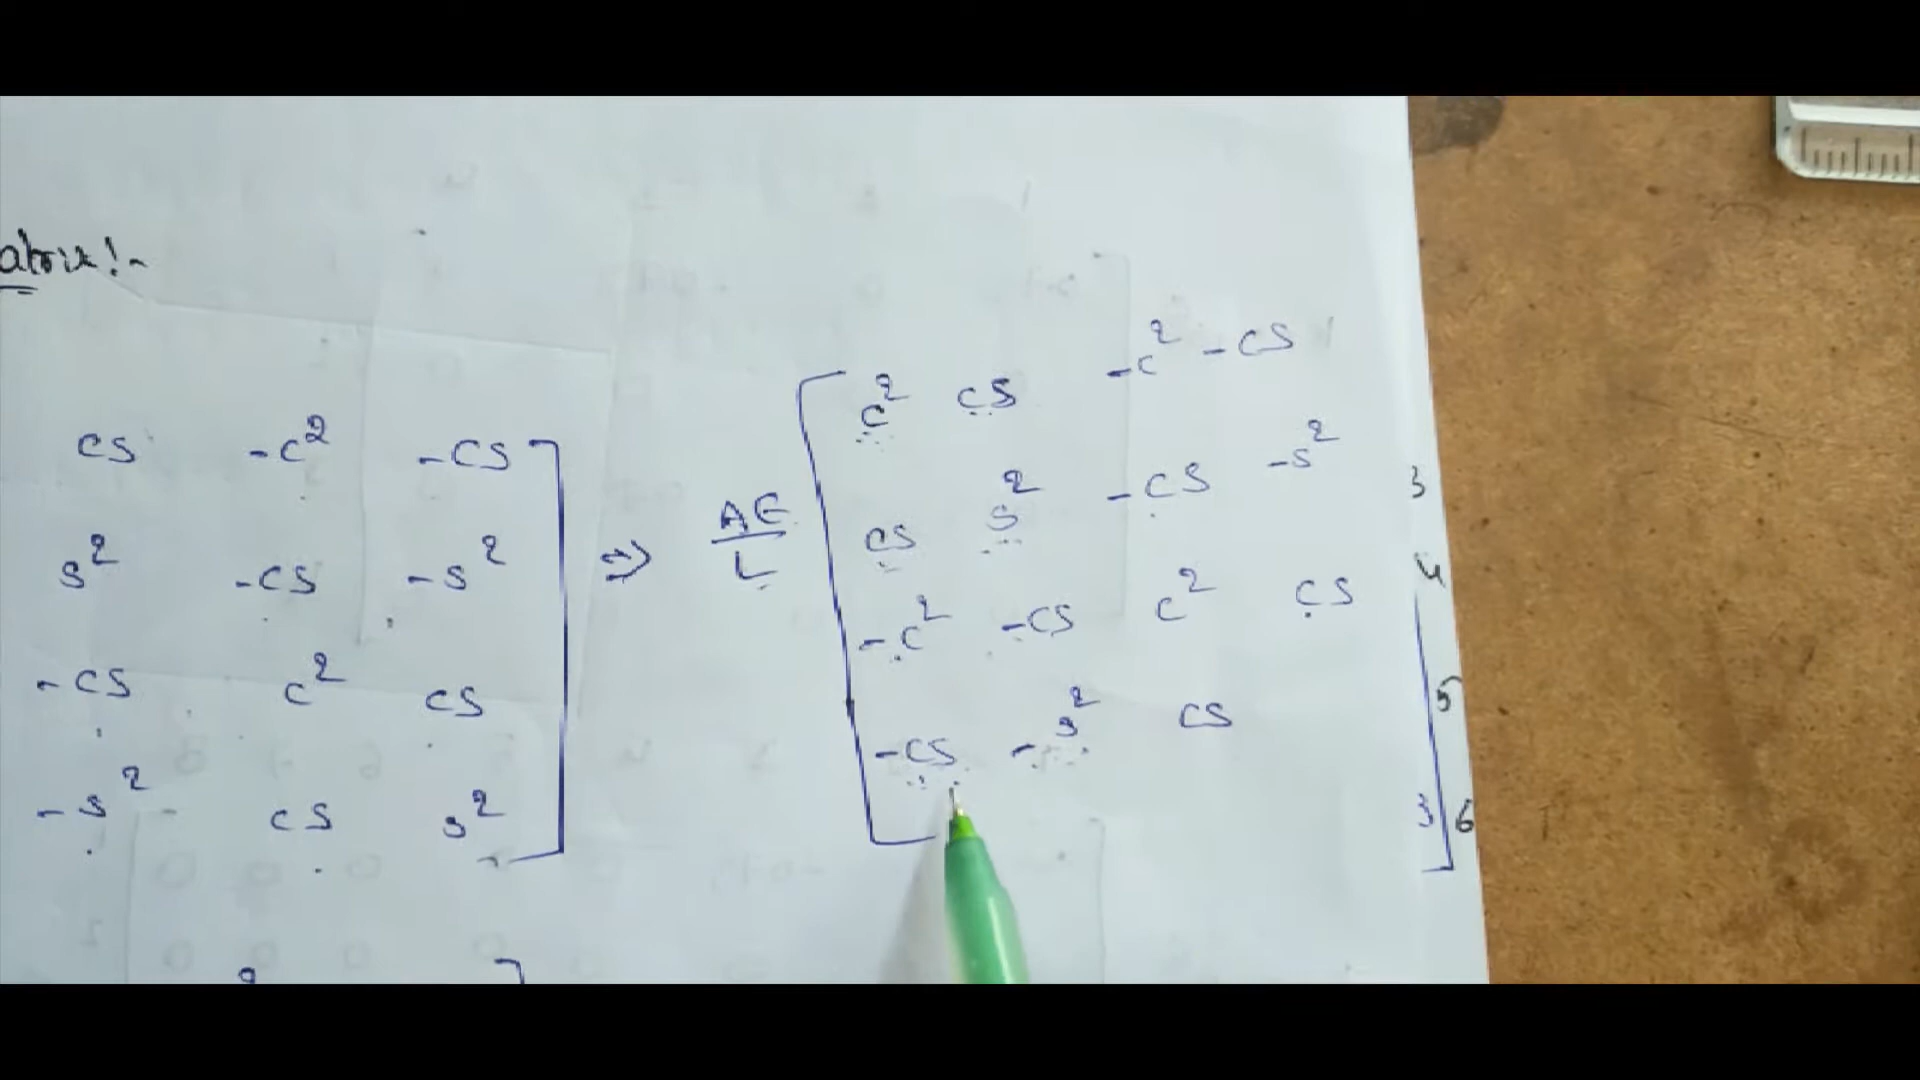 atrix:-
cs -c² -cs
s² -cs -s²
-cs c² cs
-s² cs s²
⇒ AE/L
c² cs -c² -cs
cs s² -cs -s² 3
-c² -cs c² cs 4
-cs -s² cs 5
6